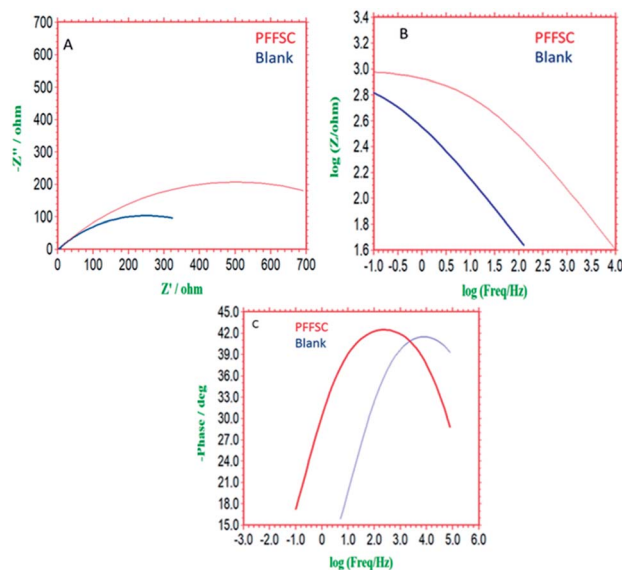 A
PFFSC
Blank
700
600
500
400
300
200
100
0
-Z'' / ohm
0 100 200 300 400 500 600 700
Z' / ohm
B
PFFSC
Blank
3.6
3.4
3.2
3.0
2.8
2.6
2.4
2.2
2.0
1.8
1.6
log (Z/ohm)
-1.0 -0.5 0.0 0.5 1.0 1.5 2.0 2.5 3.0 3.5 4.0
log (Freq/Hz)
C
PFFSC
Blank
45.0
42.0
39.0
36.0
33.0
30.0
27.0
24.0
21.0
18.0
15.0
-Phase / deg
-3.0 -2.0 -1.0 0 1.0 2.0 3.0 4.0 5.0 6.0
log (Freq/Hz)